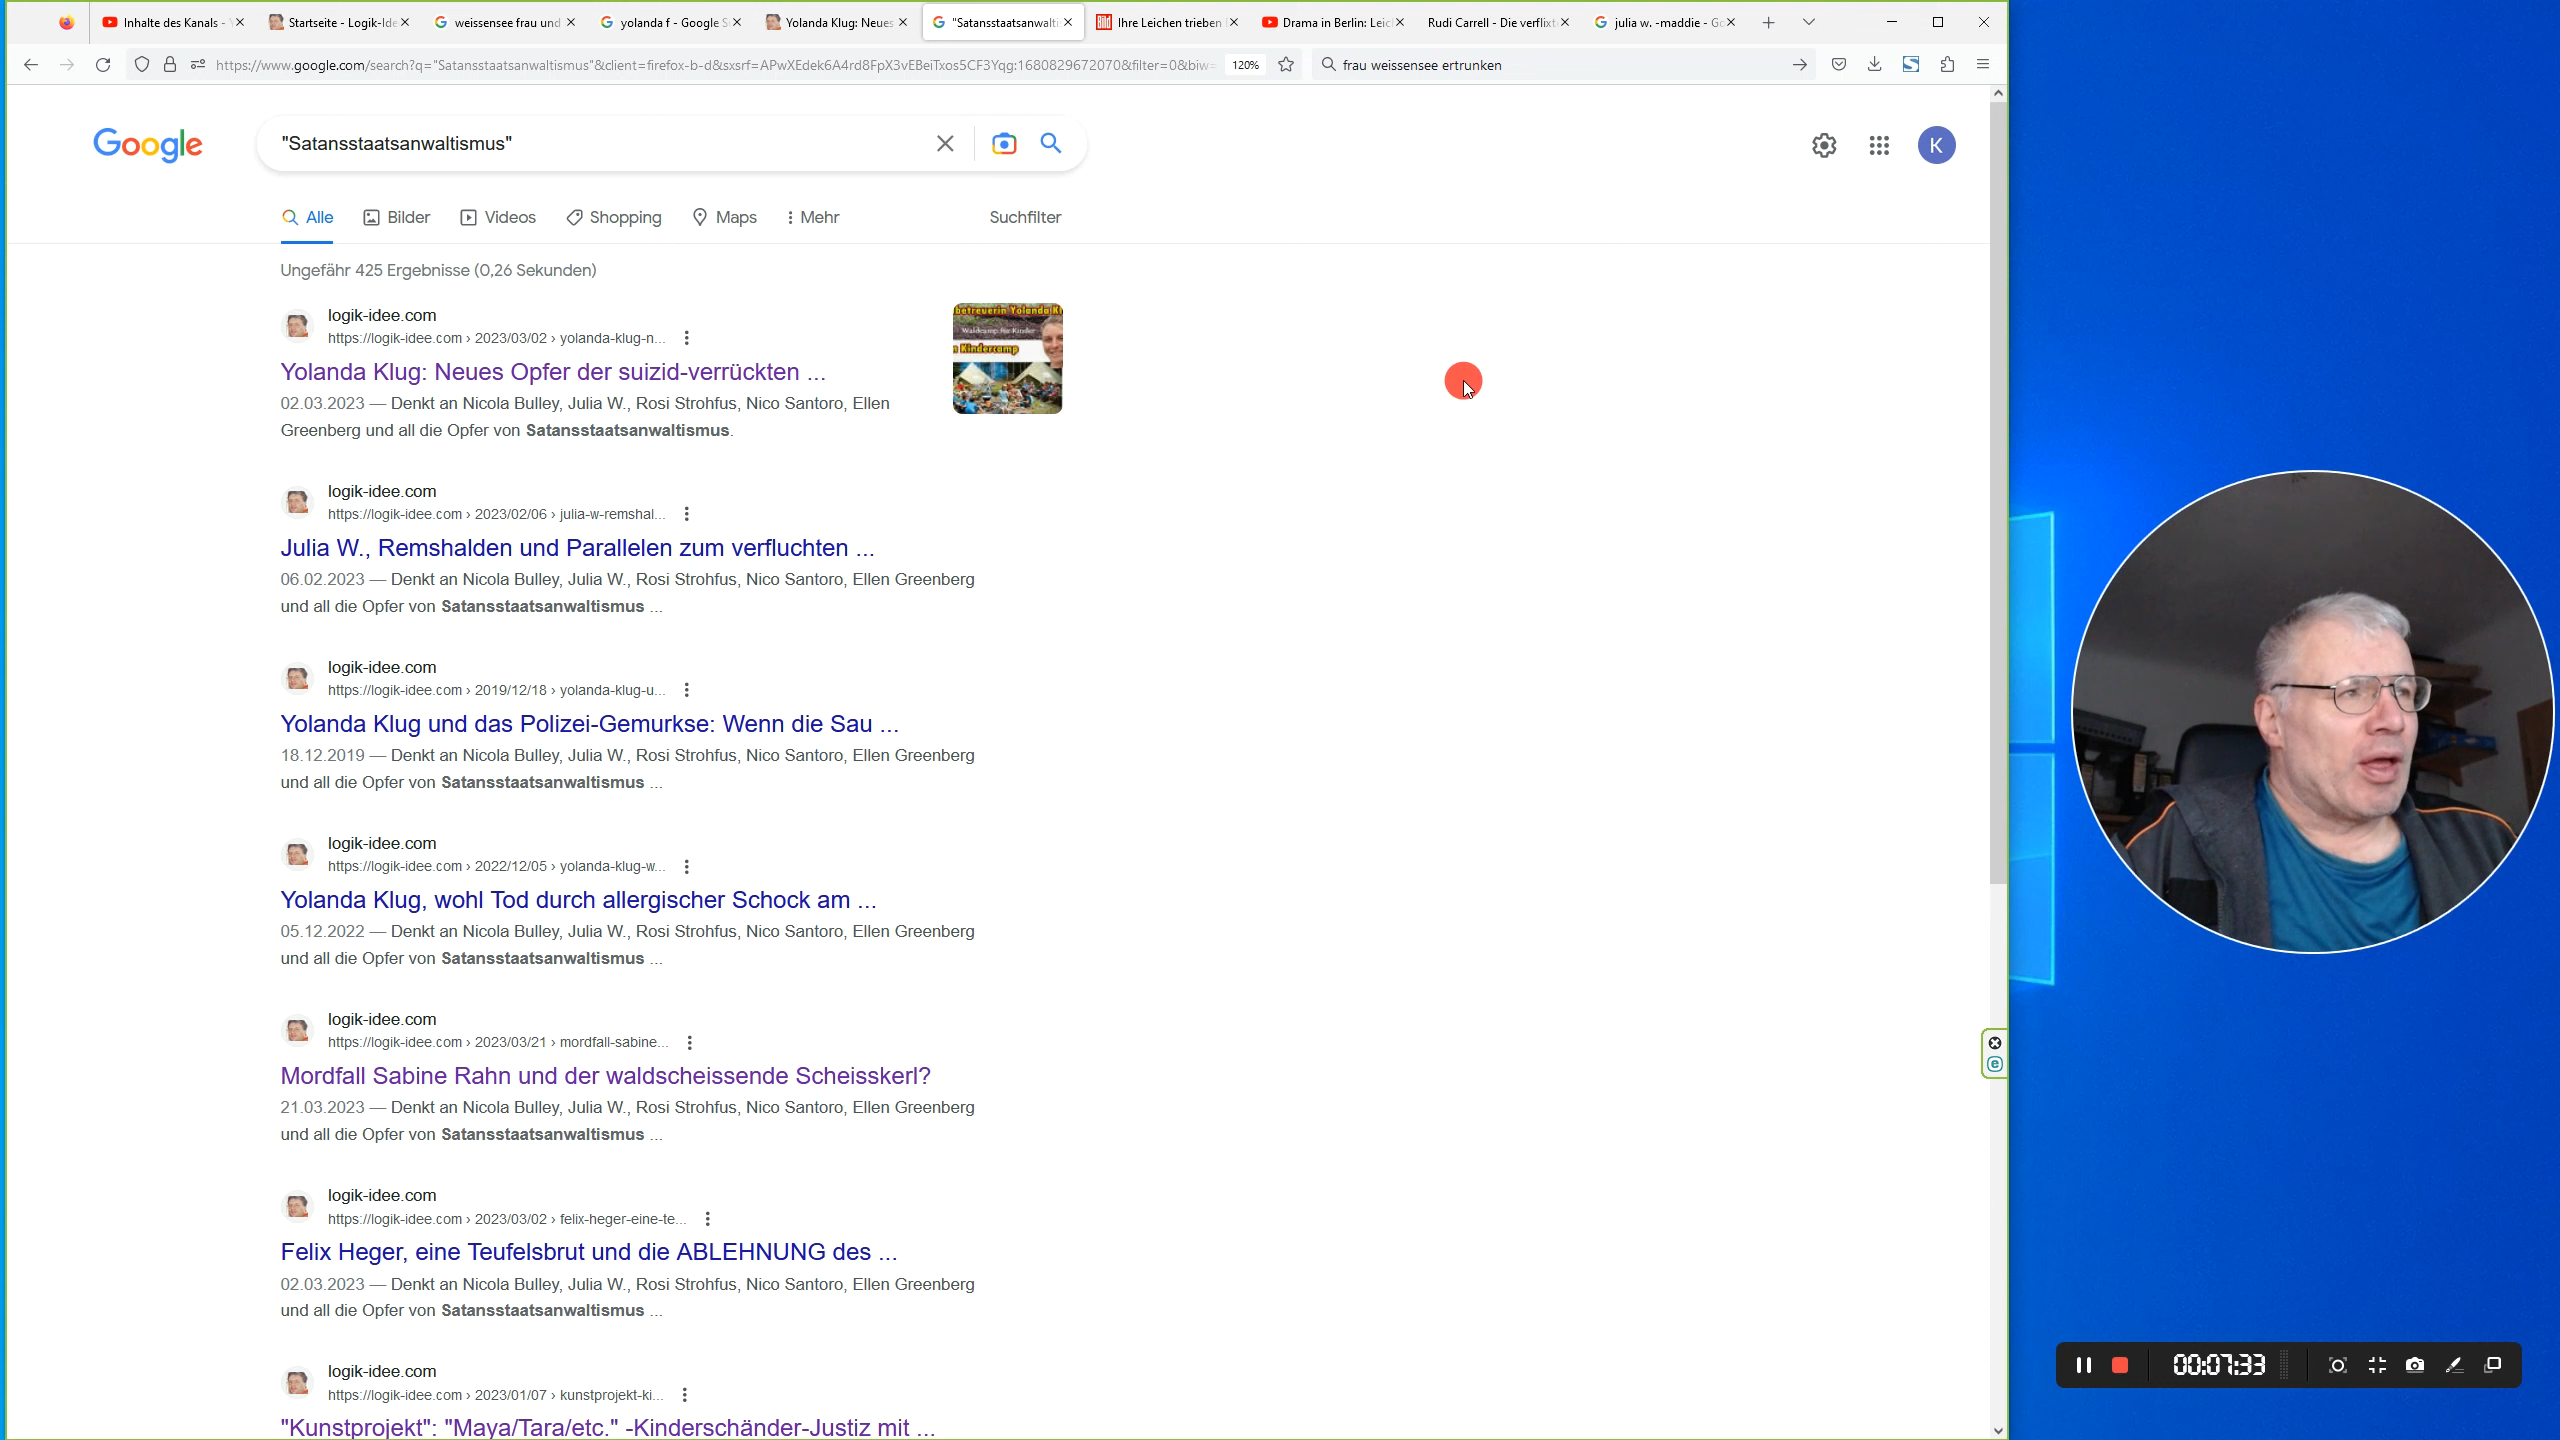 Inhalte des Kanals -
Startseite - Logik-Ide
weissensee frau und
yolanda f - Google S
Yolanda Klug: Neues
"Satansstaatsanwalti
Ihre Leichen trieben
Drama in Berlin: Leic
Rudi Carrell - Die verflixt
julia w. -maddie - Go
https://www.google.com/search?q="Satansstaatsanwaltismus"&client=firefox-b-d&sxsrf=APwXEdek6A4rd8FpX3vEBeiTxos5CF3Yqg:1680829672070&filter=0&biw=
120%
frau weissensee ertrunken
Google
"Satansstaatsanwaltismus"
K
Alle
Bilder
Videos
Shopping
Maps
Mehr
Suchfilter
Ungefähr 425 Ergebnisse (0,26 Sekunden)
logik-idee.com
https://logik-idee.com › 2023/03/02 › yolanda-klug-n...
Yolanda Klug: Neues Opfer der suizid-verrückten ...
02.03.2023 — Denkt an Nicola Bulley, Julia W., Rosi Strohfus, Nico Santoro, Ellen
Greenberg und all die Opfer von Satansstaatsanwaltismus.
betreuerin Yolanda Kl
Waldcamp für Kinder
n Kindercamp
logik-idee.com
https://logik-idee.com › 2023/02/06 › julia-w-remshal...
Julia W., Remshalden und Parallelen zum verfluchten ...
06.02.2023 — Denkt an Nicola Bulley, Julia W., Rosi Strohfus, Nico Santoro, Ellen Greenberg
und all die Opfer von Satansstaatsanwaltismus ...
logik-idee.com
https://logik-idee.com › 2019/12/18 › yolanda-klug-u...
Yolanda Klug und das Polizei-Gemurkse: Wenn die Sau ...
18.12.2019 — Denkt an Nicola Bulley, Julia W., Rosi Strohfus, Nico Santoro, Ellen Greenberg
und all die Opfer von Satansstaatsanwaltismus ...
logik-idee.com
https://logik-idee.com › 2022/12/05 › yolanda-klug-w...
Yolanda Klug, wohl Tod durch allergischer Schock am ...
05.12.2022 — Denkt an Nicola Bulley, Julia W., Rosi Strohfus, Nico Santoro, Ellen Greenberg
und all die Opfer von Satansstaatsanwaltismus ...
logik-idee.com
https://logik-idee.com › 2023/03/21 › mordfall-sabine...
Mordfall Sabine Rahn und der waldscheissende Scheisskerl?
21.03.2023 — Denkt an Nicola Bulley, Julia W., Rosi Strohfus, Nico Santoro, Ellen Greenberg
und all die Opfer von Satansstaatsanwaltismus ...
logik-idee.com
https://logik-idee.com › 2023/03/02 › felix-heger-eine-te...
Felix Heger, eine Teufelsbrut und die ABLEHNUNG des ...
02.03.2023 — Denkt an Nicola Bulley, Julia W., Rosi Strohfus, Nico Santoro, Ellen Greenberg
und all die Opfer von Satansstaatsanwaltismus ...
logik-idee.com
https://logik-idee.com › 2023/01/07 › kunstprojekt-ki...
"Kunstprojekt": "Maya/Tara/etc." -Kinderschänder-Justiz mit ...
00:07:33